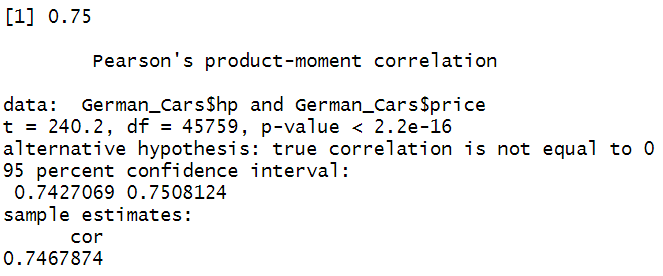 [1] 0.75
Pearson's product-moment correlation
data:  German_Cars$hp and German_Cars$price
t = 240.2, df = 45759, p-value < 2.2e-16
alternative hypothesis: true correlation is not equal to 0
95 percent confidence interval:
 0.7427069 0.7508124
sample estimates:
      cor
0.7467874